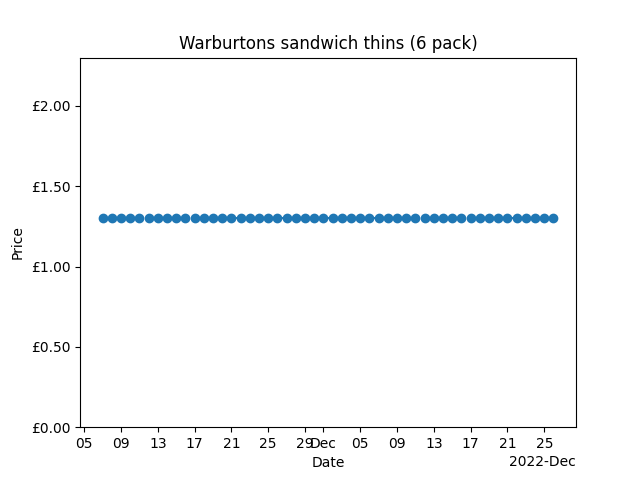 Warburtons sandwich thins (6 pack)
£2.00
£1.50
£1.00
£0.50
£0.00
Price
05 09 13 17 21 25 29 Dec 05 09 13 17 21 25
Date
2022-Dec